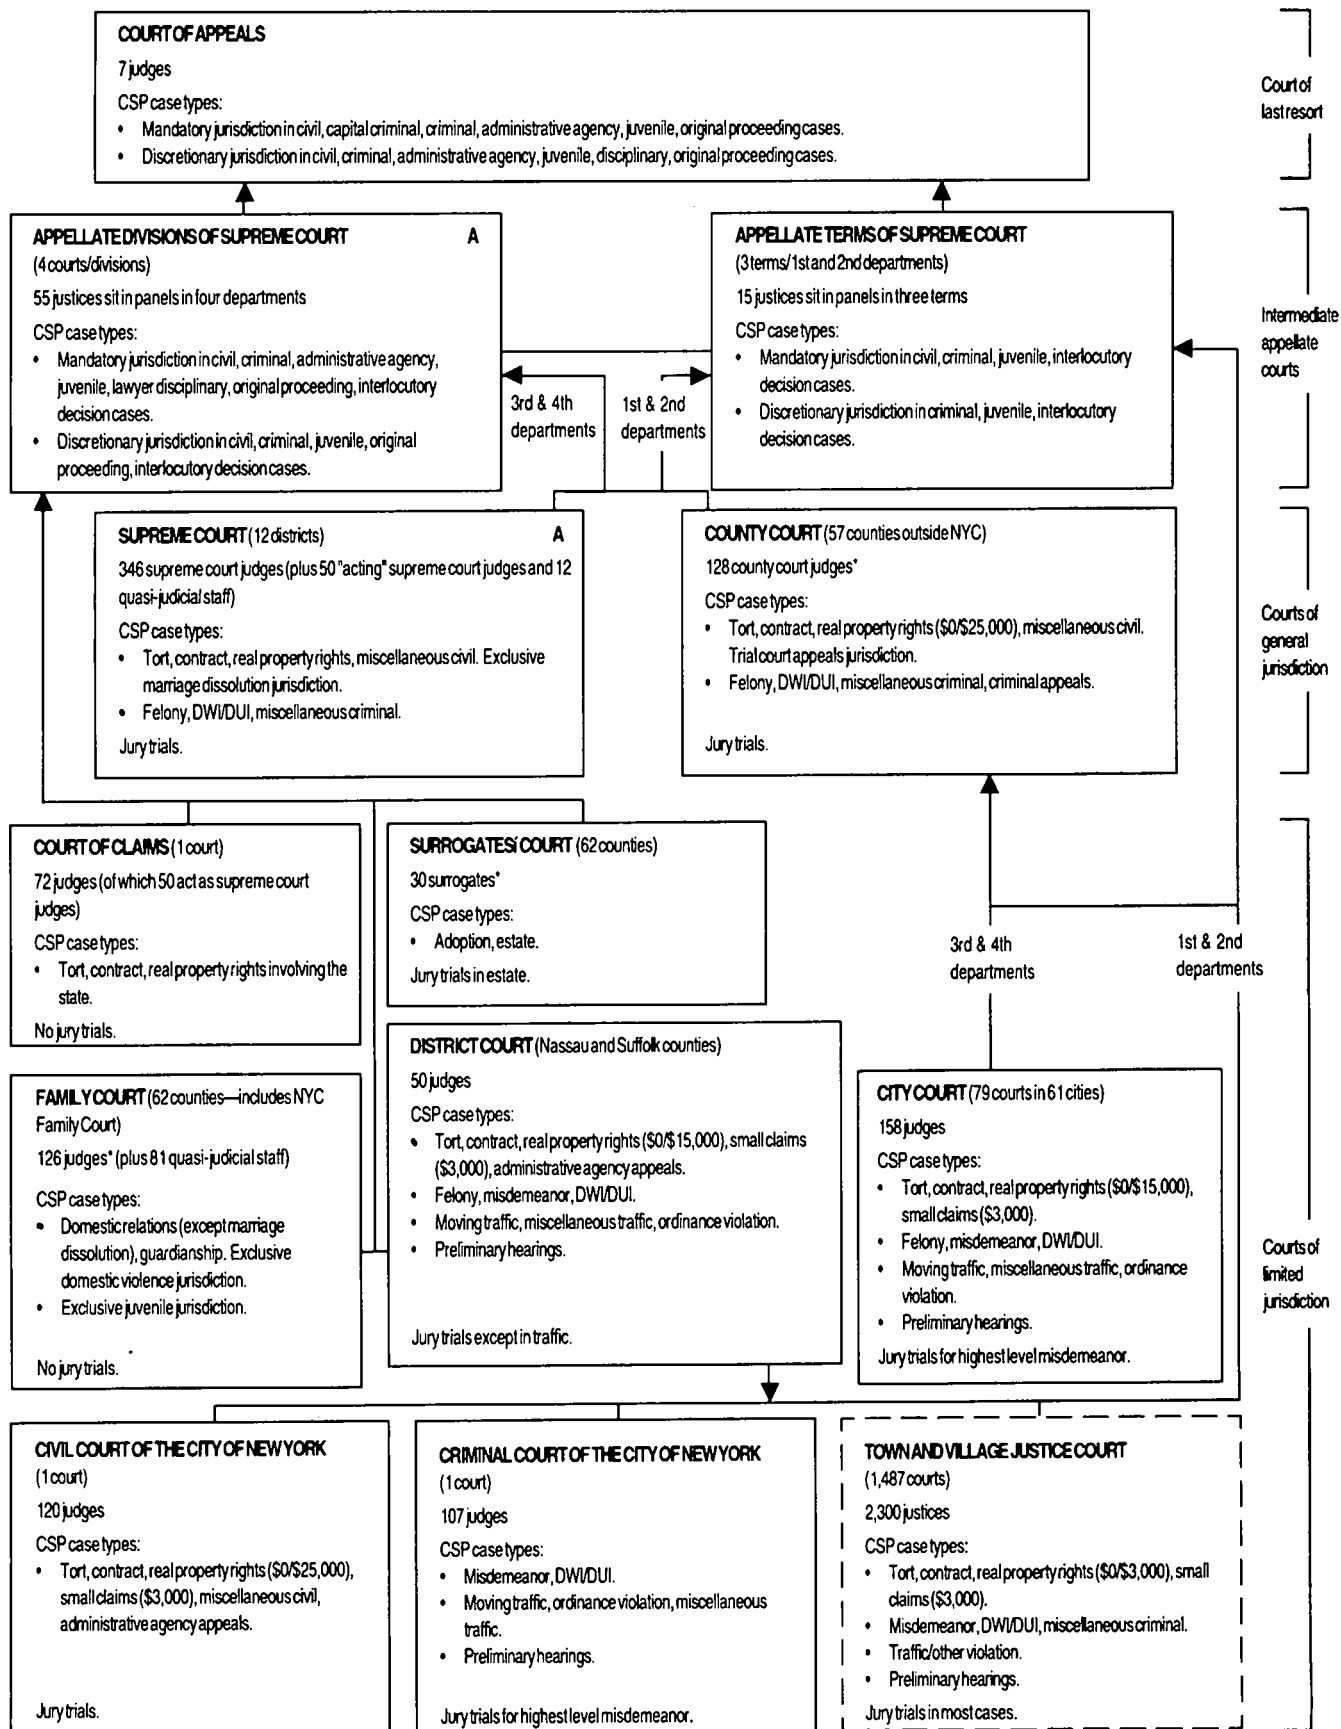 COURT OF APPEALS
7 judges
CSP case types:
• Mandatory jurisdiction in civil, capital criminal, criminal, administrative agency, juvenile, original proceeding cases.
• Discretionary jurisdiction in civil, criminal, administrative agency, juvenile, disciplinary, original proceeding cases.
Court of
last resort
APPELLATE DIVISIONS OF SUPREME COURT A
(4 courts/divisions)
55 justices sit in panels in four departments
CSP case types:
• Mandatory jurisdiction in civil, criminal, administrative agency,
juvenile, lawyer disciplinary, original proceeding, interlocutory
decision cases.
• Discretionary jurisdiction in civil, criminal, juvenile, original
proceeding, interlocutory decision cases.
3rd & 4th
departments
1st & 2nd
departments
APPELLATE TERMS OF SUPREME COURT
(3 terms/1st and 2nd departments)
15 justices sit in panels in three terms
CSP case types:
• Mandatory jurisdiction in civil, criminal, juvenile, interlocutory
decision cases.
• Discretionary jurisdiction in criminal, juvenile, interlocutory
decision cases.
Intermediate
appellate
courts
SUPREME COURT (12 districts) A
346 supreme court judges (plus 50 "acting" supreme court judges and 12
quasi-judicial staff)
CSP case types:
• Tort, contract, real property rights, miscellaneous civil. Exclusive
marriage dissolution jurisdiction.
• Felony, DWI/DUI, miscellaneous criminal.
Jury trials.
COUNTY COURT (57 counties outside NYC)
128 county court judges*
CSP case types:
• Tort, contract, real property rights ($0/$25,000), miscellaneous civil.
Trial court appeals jurisdiction.
• Felony, DWI/DUI, miscellaneous criminal, criminal appeals.
Jury trials.
Courts of
general
jurisdiction
COURT OF CLAIMS (1 court)
72 judges (of which 50 act as supreme court
judges)
CSP case types:
• Tort, contract, real property rights involving the
state.
No jury trials.
SURROGATESÍ COURT (62 counties)
30 surrogates*
CSP case types:
• Adoption, estate.
Jury trials in estate.
3rd & 4th
departments
1st & 2nd
departments
FAMILY COURT (62 counties—includes NYC
Family Court)
126 judges* (plus 81 quasi-judicial staff)
CSP case types:
• Domestic relations (except marriage
dissolution), guardianship. Exclusive
domestic violence jurisdiction.
• Exclusive juvenile jurisdiction.
No jury trials.
DISTRICT COURT (Nassau and Suffolk counties)
50 judges
CSP case types:
• Tort, contract, real property rights ($0/$15,000), small claims
($3,000), administrative agency appeals.
• Felony, misdemeanor, DWI/DUI.
• Moving traffic, miscellaneous traffic, ordinance violation.
• Preliminary hearings.
Jury trials except in traffic.
CITY COURT (79 courts in 61 cities)
158 judges
CSP case types:
• Tort, contract, real property rights ($0/$15,000),
small claims ($3,000).
• Felony, misdemeanor, DWI/DUI.
• Moving traffic, miscellaneous traffic, ordinance
violation.
• Preliminary hearings.
Jury trials for highest level misdemeanor.
Courts of
limited
jurisdiction
CIVIL COURT OF THE CITY OF NEW YORK
(1 court)
120 judges
CSP case types:
• Tort, contract, real property rights ($0/$25,000),
small claims ($3,000), miscellaneous civil,
administrative agency appeals.
Jury trials.
CRIMINAL COURT OF THE CITY OF NEW YORK
(1 court)
107 judges
CSP case types:
• Misdemeanor, DWI/DUI.
• Moving traffic, ordinance violation, miscellaneous
traffic.
• Preliminary hearings.
Jury trials for highest level misdemeanor.
TOWN AND VILLAGE JUSTICE COURT
(1,487 courts)
2,300 justices
CSP case types:
• Tort, contract, real property rights ($0/$3,000), small
claims ($3,000).
• Misdemeanor, DWI/DUI, miscellaneous criminal.
• Traffic/other violation.
• Preliminary hearings.
Jury trials in most cases.